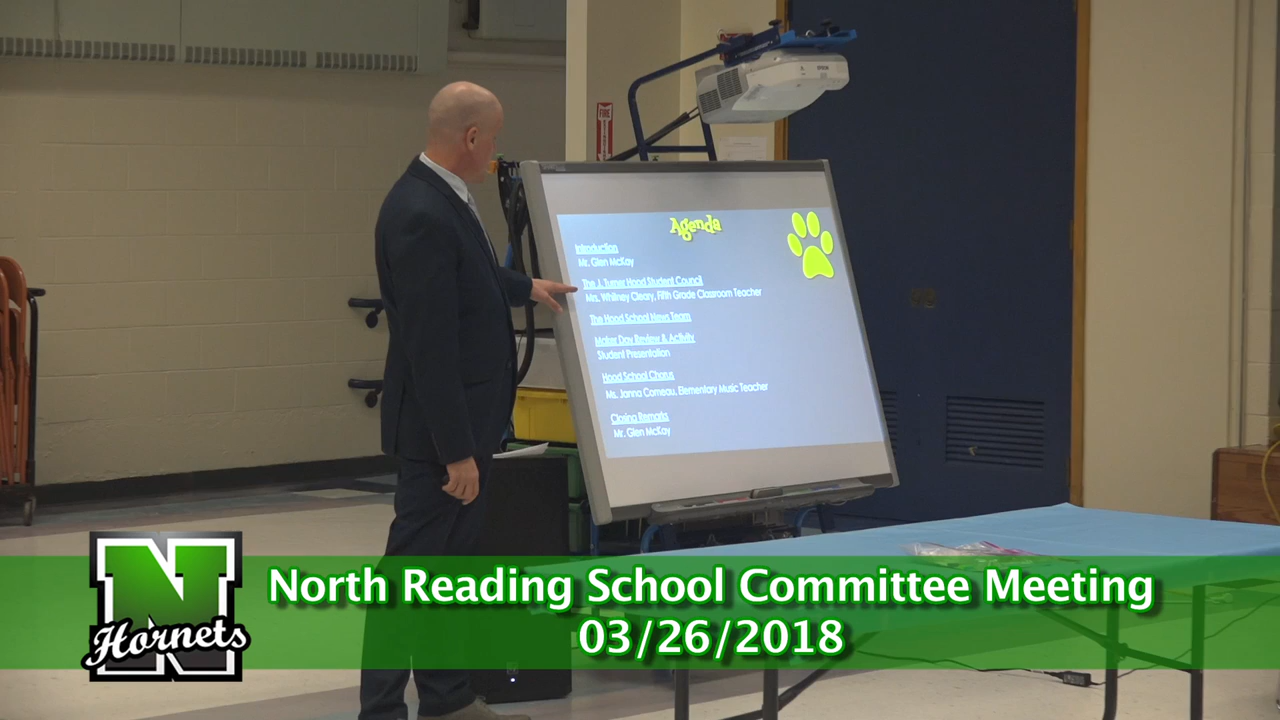 FIRE
Agenda
Introduction
Mr. Glen McKay
The J. Turner Hood Student Council
Mrs. Whitney Cleary, Fifth Grade Classroom Teacher
The Hood School News Team
Maker Day Review & Activity
Student Presentation
Hood School Chorus
Ms. Janna Comeau, Elementary Music Teacher
Closing Remarks
Mr. Glen McKay
N
Hornets
North Reading School Committee Meeting
03/26/2018